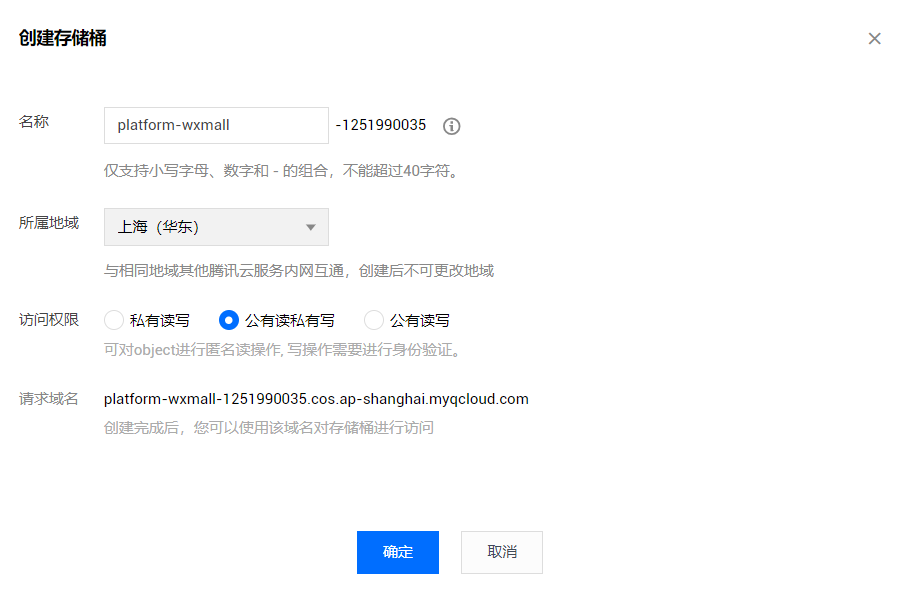 创建存储桶
名称 platform-wxmall -1251990035
仅支持小写字母、数字和 - 的组合，不能超过40字符。
所属地域 上海（华东）
与相同地域其他腾讯云服务内网互通，创建后不可更改地域
访问权限 私有读写 公有读私有写 公有读写
可对object进行匿名读操作, 写操作需要进行身份验证。
请求域名 platform-wxmall-1251990035.cos.ap-shanghai.myqcloud.com
创建完成后，您可以使用该域名对存储桶进行访问
确定 取消